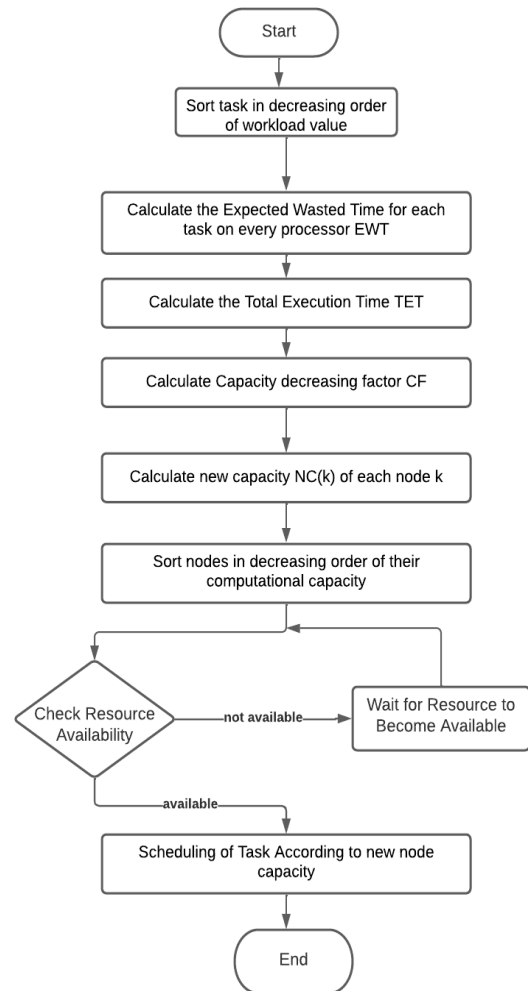 Start
Sort task in decreasing order
of workload value
Calculate the Expected Wasted Time for each
task on every processor EWT
Calculate the Total Execution Time TET
Calculate Capacity decreasing factor CF
Calculate new capacity NC(k) of each node k
Sort nodes in decreasing order of their
computational capacity
Check Resource
Availability
not available
Wait for Resource to
Become Available
available
Scheduling of Task According to new node
capacity
End